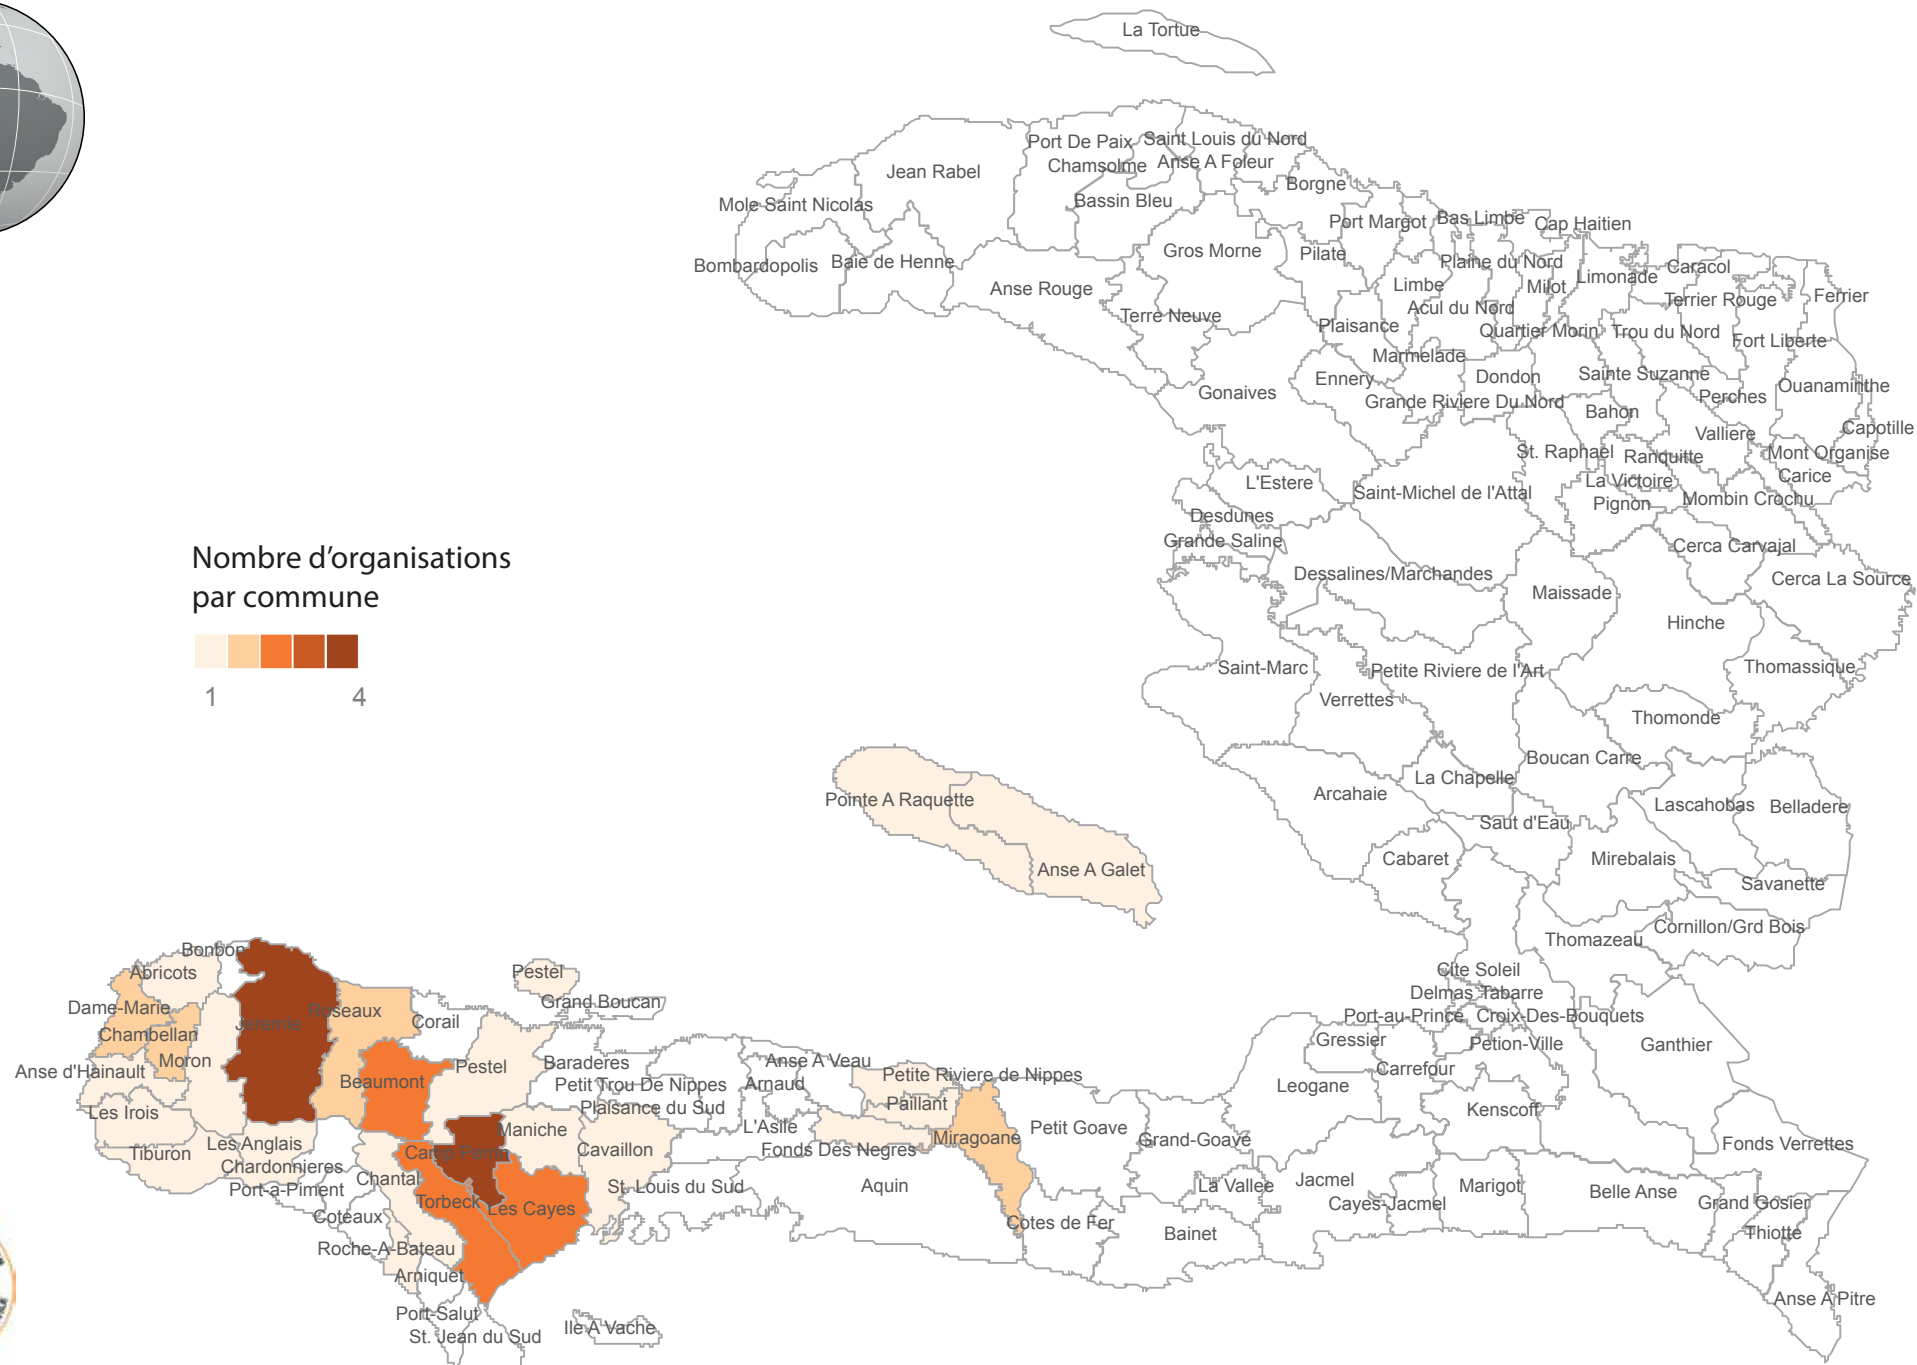 La Tortue
Port De Paix
Saint Louis du Nord
Chamsolme
Anse A Foleur
Jean Rabel
Borgne
Bassin Bleu
Mole Saint Nicolas
Port Margot
Bas Limbe
Cap Haitien
Gros Morne
Pilate
Bombardopolis
Baie de Henne
Plaine du Nord
Caracol
Limonade
Limbe
Milot
Anse Rouge
Terrier Rouge
Ferrier
Acul du Nord
Terre Neuve
Plaisance
Quartier Morin
Trou du Nord
Fort Liberte
Marmelade
Ennery
Dondon
Sainte Suzanne
Ouanaminthe
Gonaives
Grande Riviere Du Nord
Perches
Bahon
Capotille
Valliere
St. Raphael
Ranquitte
Mont Organise
Carice
L'Estere
La Victoire
Saint-Michel de l'Attal
Pignon
Mombin Crochu
Desdunes
Grande Saline
Cerca Carvajal
Nombre d'organisations
par commune
Dessalines/Marchandes
Cerca La Source
Maissade
Hinche
1
4
Saint-Marc
Petite Riviere de l'Art
Thomassique
Verrettes
Thomonde
Boucan Carre
La Chapelle
Arcahaie
Pointe A Raquette
Lascahobas
Belladere
Saut d'Eau
Cabaret
Mirebalais
Anse A Galet
Savanette
Cornillon/Grd Bois
Thomazeau
Bonbon
Abricots
Pestel
Cite Soleil
Delmas
Tabarre
Grand Boucan
Dame-Marie
Roseaux
Port-au-Prince
Croix-Des-Bouquets
Jeremie
Corail
Chambellan
Gressier
Petion-Ville
Ganthier
Moron
Anse A Veau
Baraderes
Pestel
Carrefour
Anse d'Hainault
Petite Riviere de Nippes
Beaumont
Petit Trou De Nippes
Arnaud
Leogane
Paillant
Plaisance du Sud
Kenscoff
Les Irois
L'Asile
Maniche
Petit Goave
Grand-Goave
Miragoane
Fonds Verrettes
Les Anglais
Tiburon
Camp Perrin
Cavaillon
Fonds Des Negres
Chardonnieres
Chantal
Port-a-Piment
St. Louis du Sud
Aquin
La Vallee
Jacmel
Marigot
Belle Anse
Torbeck
Les Cayes
Cayes-Jacmel
Grand Gosier
Coteaux
Cotes de Fer
Bainet
Thiotte
Roche-A-Bateau
Arniquet
Anse A Pitre
Port-Salut
St. Jean du Sud
Ile A Vache